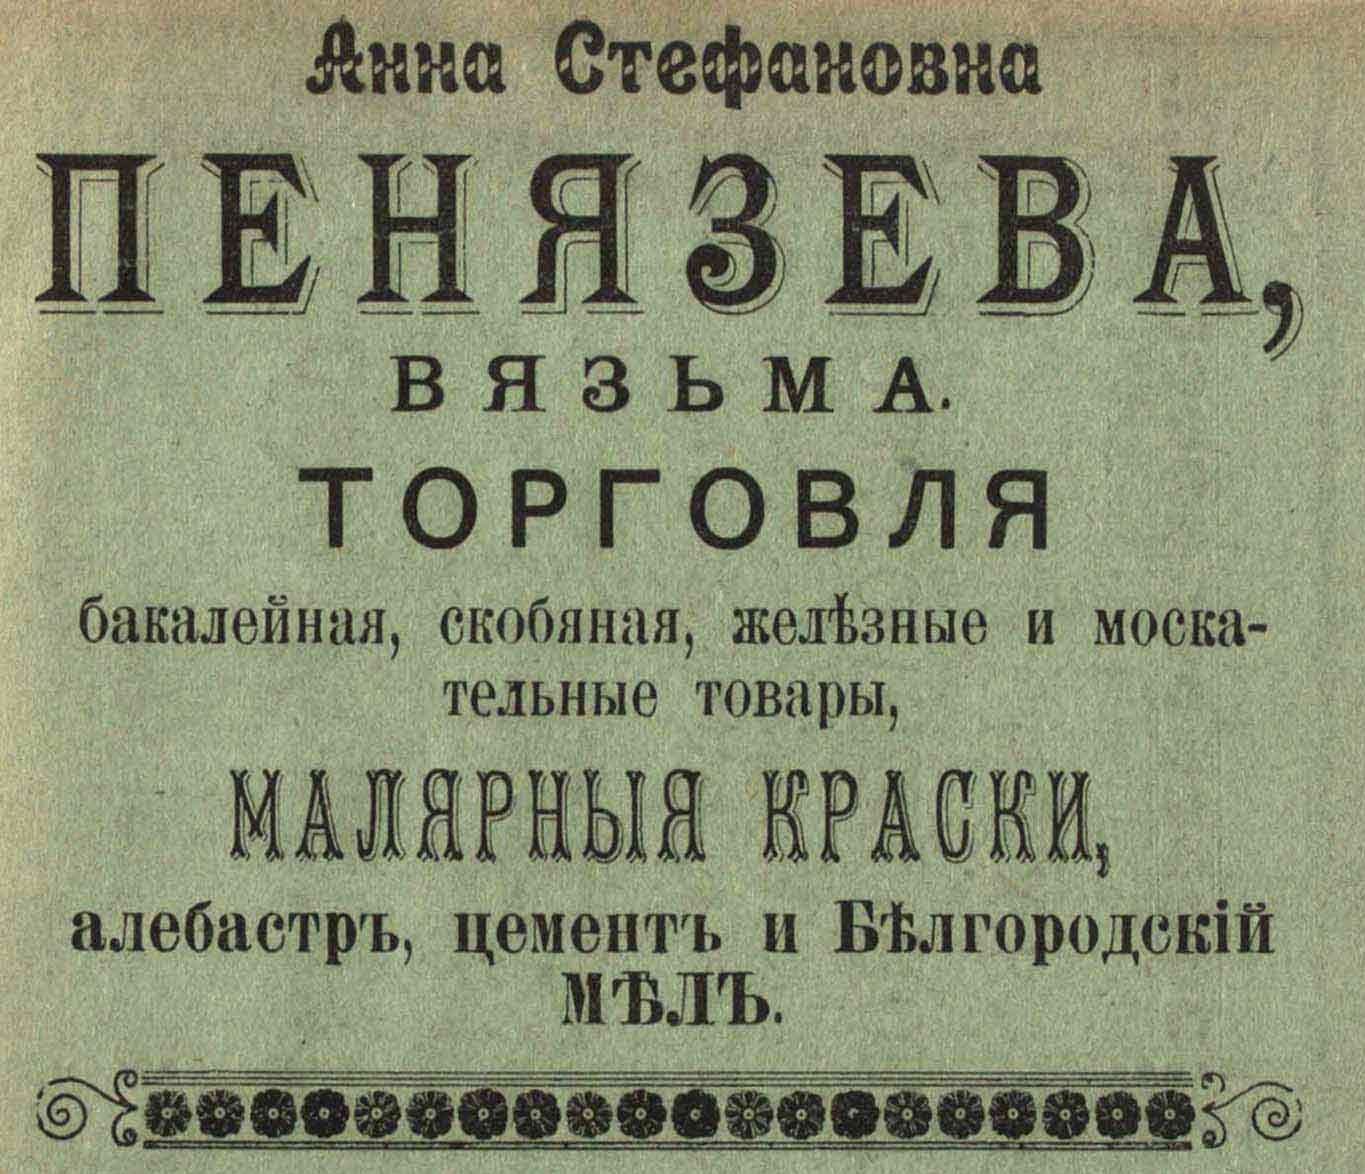 Анна Стефановна
ПЕНЯЗЕВА,
ВЯЗЬМА.
ТОРГОВЛЯ
бакалейная, скобяная, желѣзные и моска-
тельные товары,
МАЛЯРНЫЯ КРАСКИ,
алебастръ, цементъ и Бѣлгородскій
МѢЛЪ.